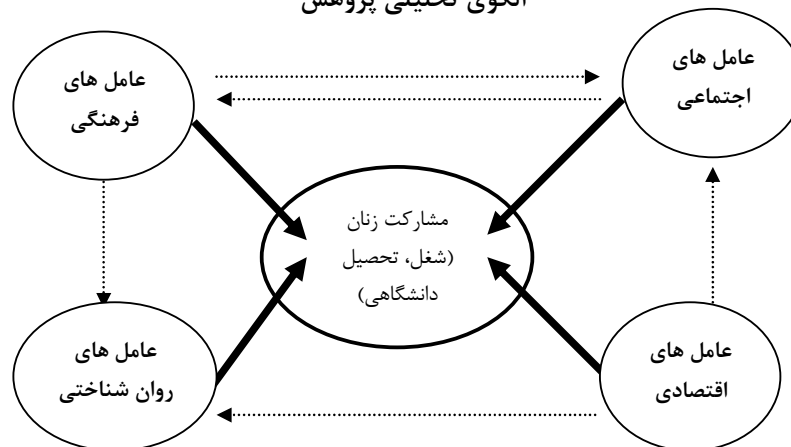 الگوی تحلیلی پژوهش
عامل های
اجتماعی
عامل های
فرهنگی
مشارکت زنان
(شغل، تحصیل
دانشگاهی)
عامل های
اقتصادی
عامل های
روان شناختی